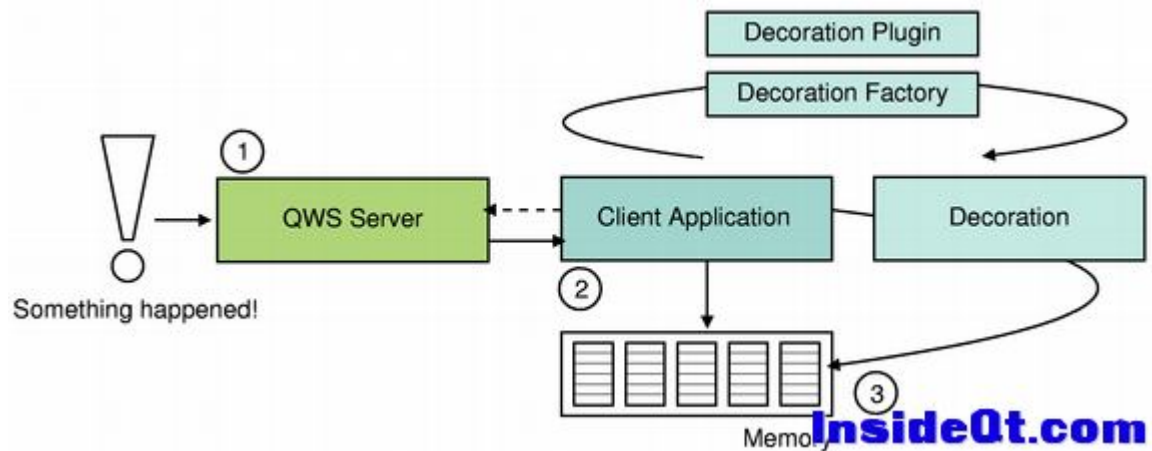 Decoration Plugin
Decoration Factory
1
QWS Server
Client Application
Decoration
2
Something happened!
3
Memory
InsideQt.com